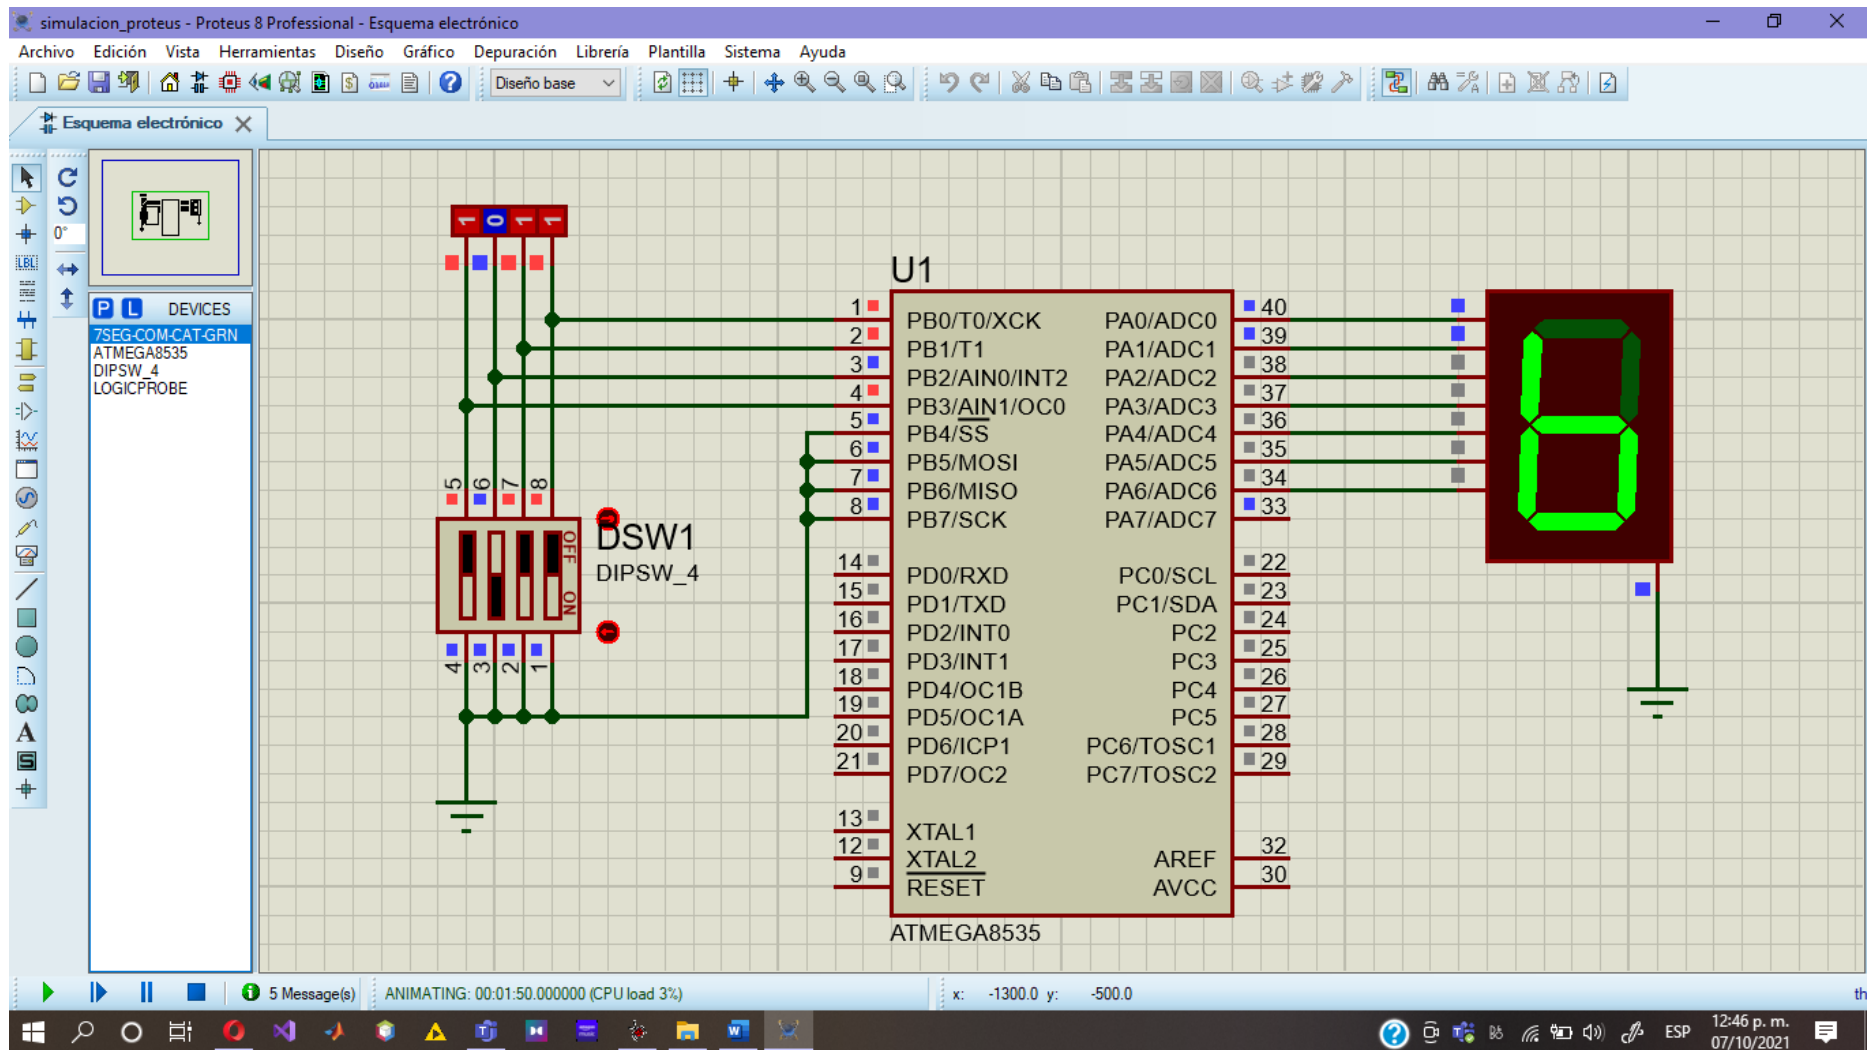 simulacion_proteus - Proteus 8 Professional - Esquema electrónico
Archivo Edición Vista Herramientas Diseño Gráfico Depuración Librería Plantilla Sistema Ayuda
Diseño base
Esquema electrónico
0°
LBL
P L DEVICES
7SEG-COM-CAT-GRN
ATMEGA8535
DIPSW_4
LOGICPROBE
A
S
1 0 1 1
5 6 7 8
OFF
ON
4 3 2 1
DSW1
DIPSW_4
U1
1 PB0/T0/XCK PA0/ADC0 40
2 PB1/T1 PA1/ADC1 39
3 PB2/AIN0/INT2 PA2/ADC2 38
4 PB3/AIN1/OC0 PA3/ADC3 37
5 PB4/SS PA4/ADC4 36
6 PB5/MOSI PA5/ADC5 35
7 PB6/MISO PA6/ADC6 34
8 PB7/SCK PA7/ADC7 33
14 PD0/RXD PC0/SCL 22
15 PD1/TXD PC1/SDA 23
16 PD2/INT0 PC2 24
17 PD3/INT1 PC3 25
18 PD4/OC1B PC4 26
19 PD5/OC1A PC5 27
20 PD6/ICP1 PC6/TOSC1 28
21 PD7/OC2 PC7/TOSC2 29
13 XTAL1
12 XTAL2 AREF 32
9 RESET AVCC 30
ATMEGA8535
5 Message(s) ANIMATING: 00:01:50.000000 (CPU load 3%) x: -1300.0 y: -500.0 th
ESP 12:46 p. m.
07/10/2021